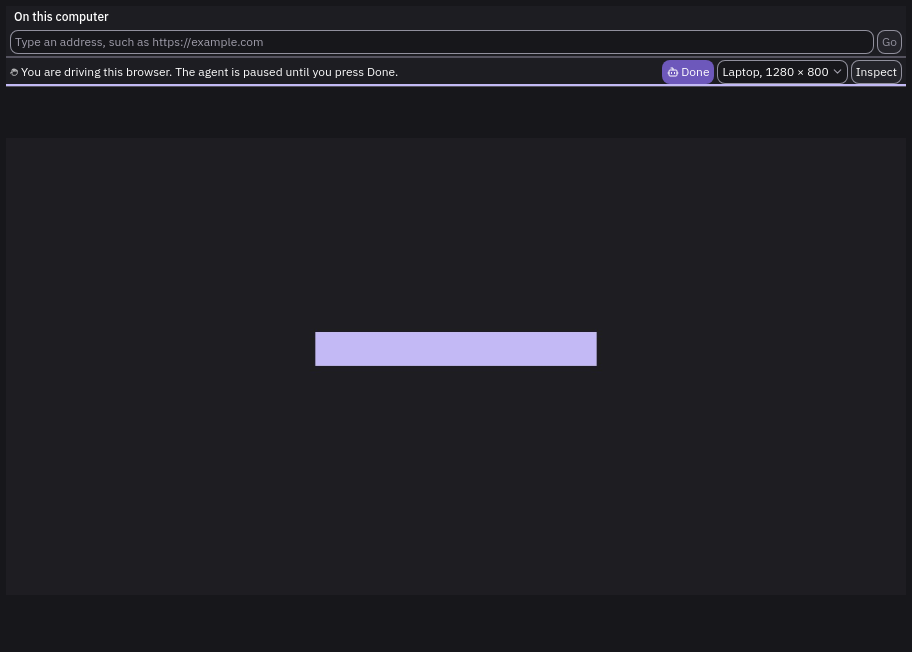 On this computer
Type an address, such as https://example.com
Go
You are driving this browser. The agent is paused until you press Done.
Done
Laptop, 1280 × 800
Inspect